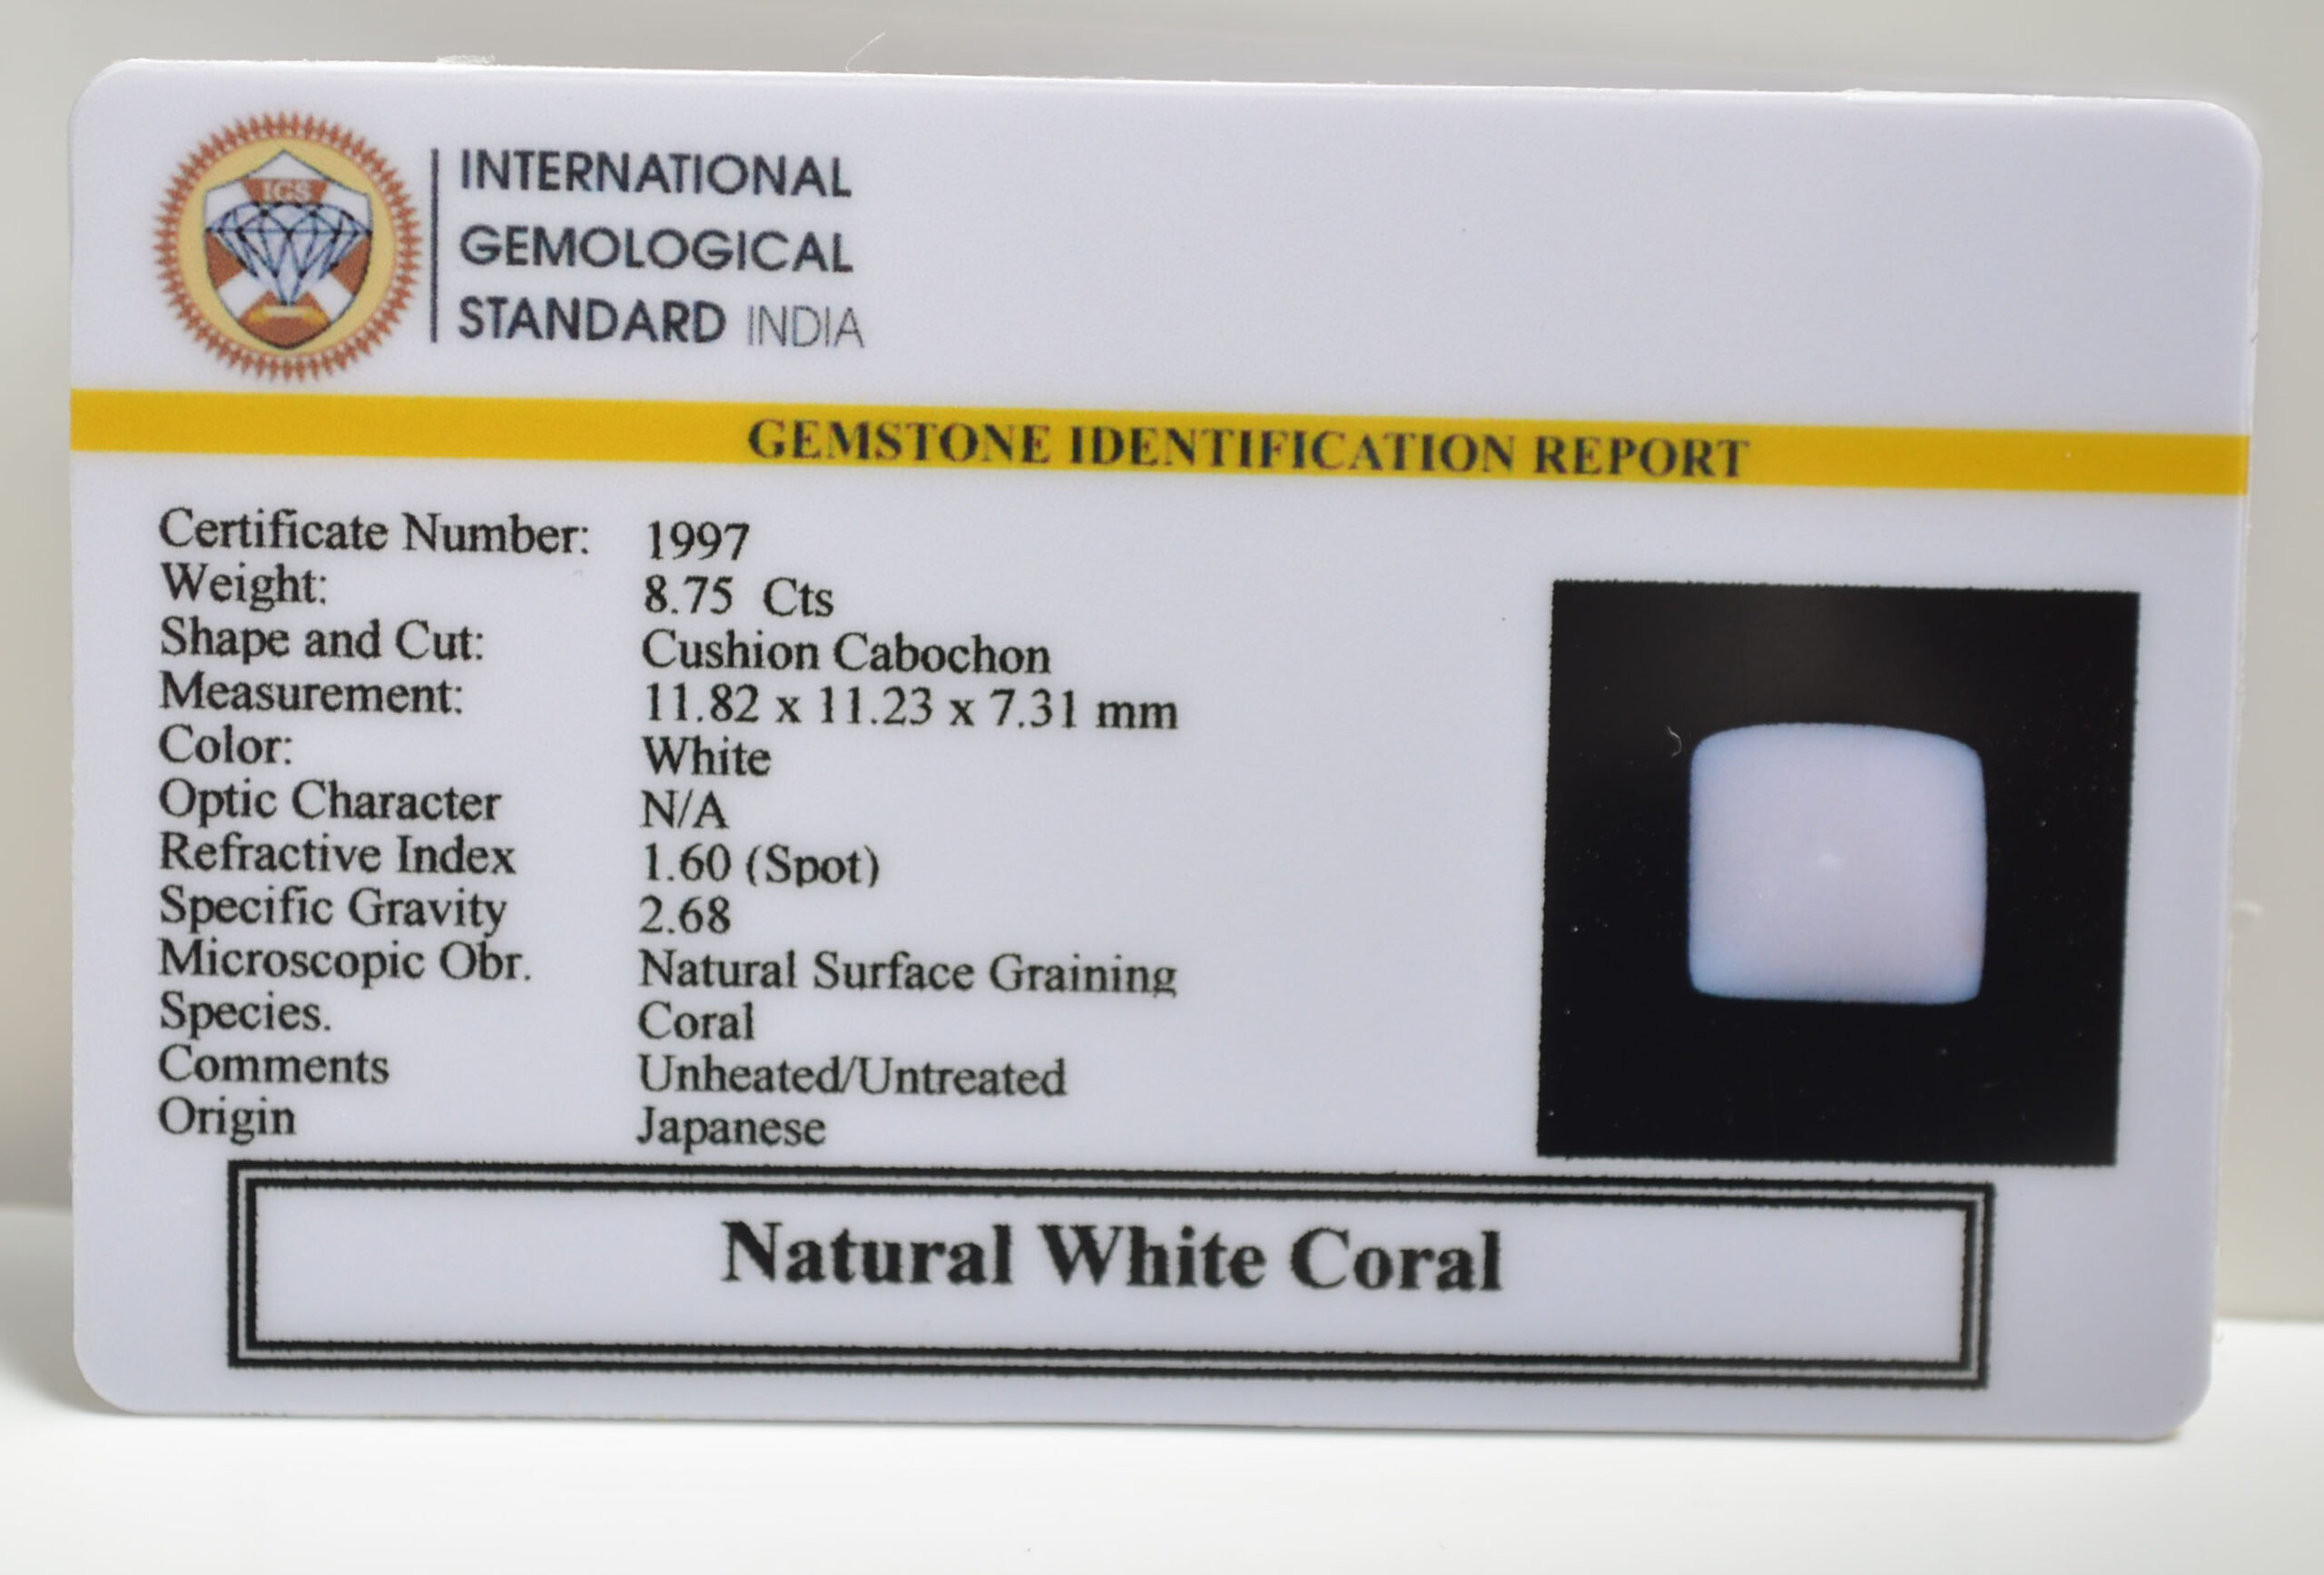 IGS
INTERNATIONAL
GEMOLOGICAL
STANDARD INDIA
GEMSTONE IDENTIFICATION REPORT
Certificate Number: 1997
Weight: 8.75 Cts
Shape and Cut: Cushion Cabochon
Measurement: 11.82 x 11.23 x 7.31 mm
Color: White
Optic Character N/A
Refractive Index 1.60 (Spot)
Specific Gravity 2.68
Microscopic Obr. Natural Surface Graining
Species. Coral
Comments Unheated/Untreated
Origin Japanese
Natural White Coral